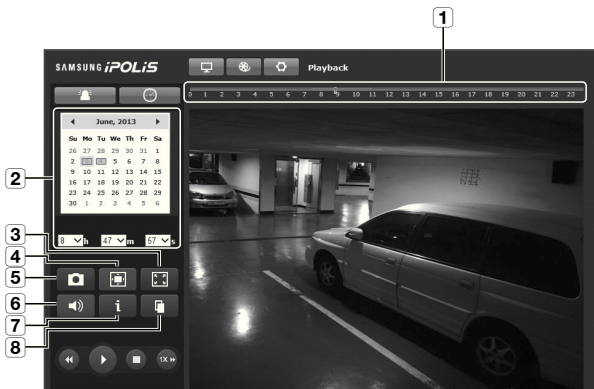 1
SAMSUNG iPOLiS
Playback
0 1 2 3 4 5 6 7 8 9 10 11 12 13 14 15 16 17 18 19 20 21 22 23
June, 2013
Su Mo Tu We Th Fr Sa
26 27 28 29 30 31 1
2 3 4 5 6 7 8
9 10 11 12 13 14 15
16 17 18 19 20 21 22
23 24 25 26 27 28 29
30 1 2 3 4 5 6
2
8 h 47 m 57 s
3
4
5
6
7
8
i
1X